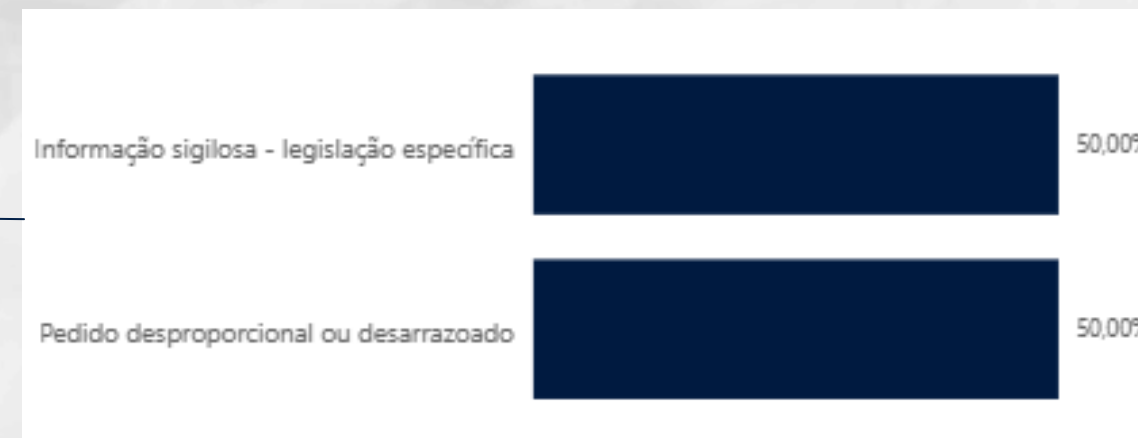 Informação sigilosa - legislação específica
50,00%
Pedido desproporcional ou desarrazoado
50,00%